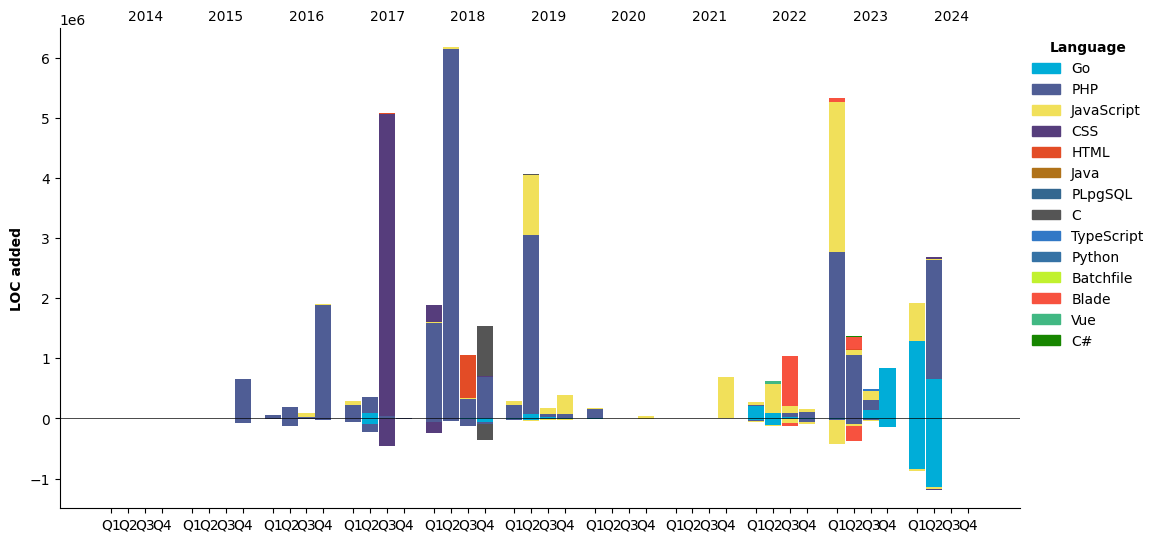 1e6
2014 2015 2016 2017 2018 2019 2020 2021 2022 2023 2024
Language
Go
PHP
JavaScript
CSS
HTML
Java
PLpgSQL
C
TypeScript
Python
Batchfile
Blade
Vue
C#
LOC added
6
5
4
3
2
1
0
−1
Q1Q2Q3Q4 Q1Q2Q3Q4 Q1Q2Q3Q4 Q1Q2Q3Q4 Q1Q2Q3Q4 Q1Q2Q3Q4 Q1Q2Q3Q4 Q1Q2Q3Q4 Q1Q2Q3Q4 Q1Q2Q3Q4 Q1Q2Q3Q4